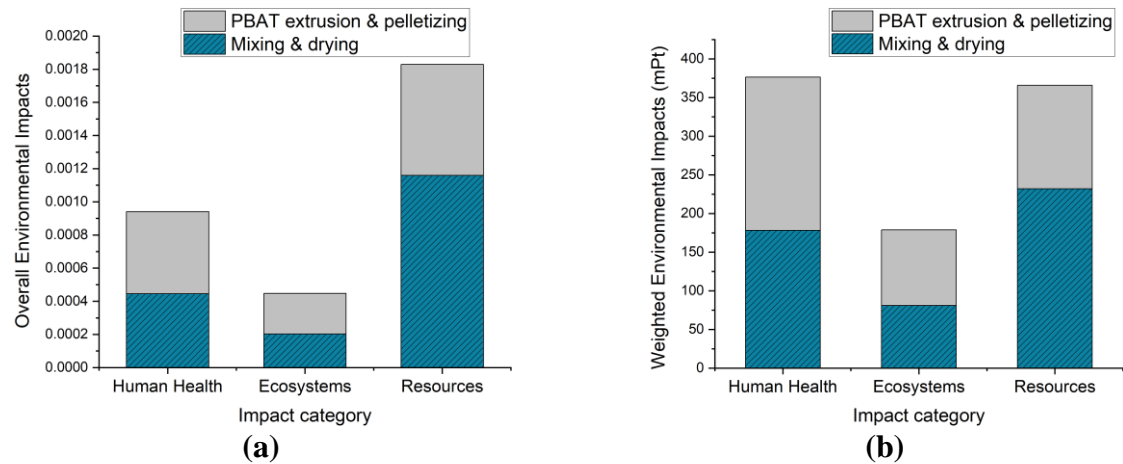 PBAT extrusion & pelletizing
Mixing & drying
Overall Environmental Impacts
0.0020
0.0018
0.0016
0.0014
0.0012
0.0010
0.0008
0.0006
0.0004
0.0002
0.0000
Human Health Ecosystems Resources
Impact category
(a)
PBAT extrusion & pelletizing
Mixing & drying
Weighted Environmental Impacts (mPt)
400
350
300
250
200
150
100
50
0
Human Health Ecosystems Resources
Impact category
(b)